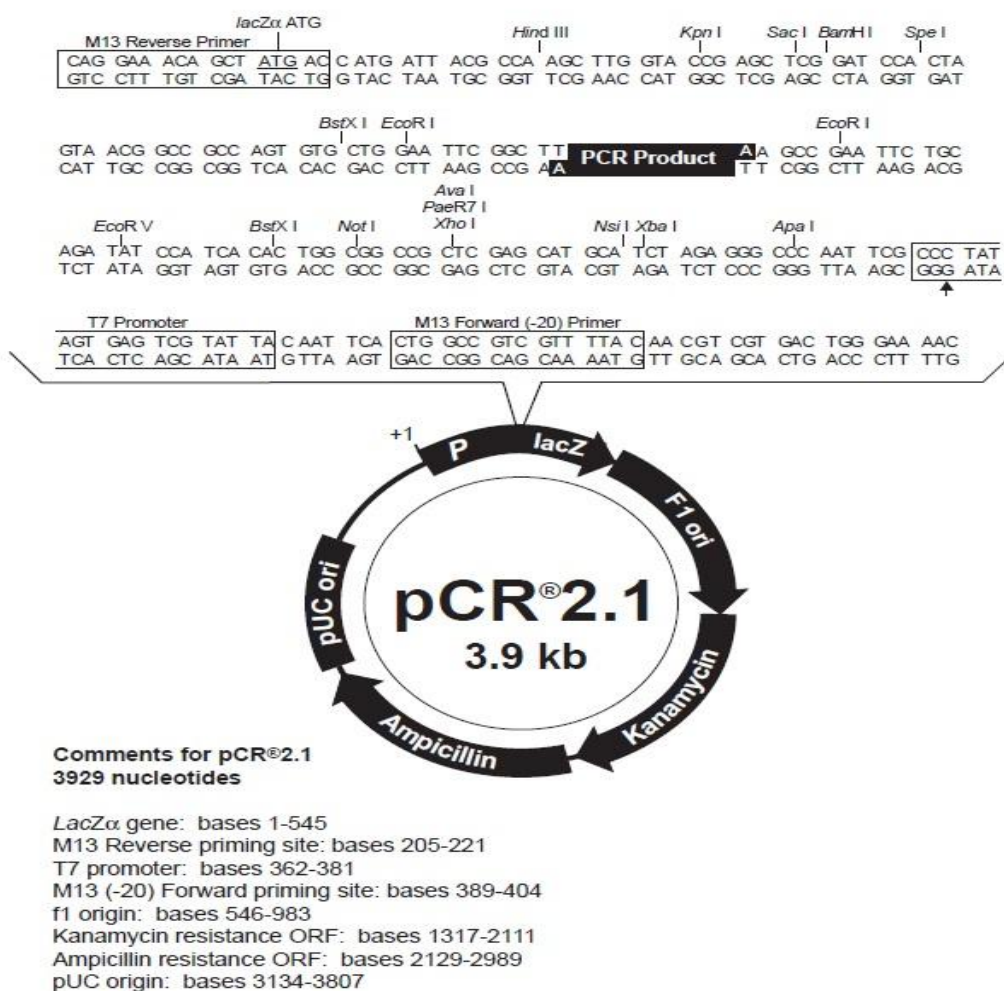 lacZα ATG
M13 Reverse Primer
Hind III Kpn I Sac I BamH I Spe I
CAG GAA ACA GCT ATG AC C ATG ATT ACG CCA AGC TTG GTA CCG AGC TCG GAT CCA CTA
GTC CTT TGT CGA TAC TG G TAC TAA TGC GGT TCG AAC CAT GGC TCG AGC CTA GGT GAT
BstX I EcoR I EcoR I
GTA ACG GCC GCC AGT GTG CTG GAA TTC GGC TT PCR Product A A GCC GAA TTC TGC
CAT TGC CGG CGG TCA CAC GAC CTT AAG CCG A A T T CGG CTT AAG ACG
Ava I
PaeR7 I
EcoR V BstX I Not I Xho I Nsi I Xba I Apa I
AGA TAT CCA TCA CAC TGG CGG CCG CTC GAG CAT GCA TCT AGA GGG CCC AAT TCG CCC TAT
TCT ATA GGT AGT GTG ACC GCC GGC GAG CTC GTA CGT AGA TCT CCC GGG TTA AGC GGG ATA
T7 Promoter M13 Forward (-20) Primer
AGT GAG TCG TAT TA C AAT TCA CTG GCC GTC GTT TTA C AA CGT CGT GAC TGG GAA AAC
TCA CTC AGC ATA AT G TTA AGT GAC CGG CAG CAA AAT G TT GCA GCA CTG ACC CTT TTG
+1
P lacZ
F1 ori
Kanamycin
Ampicillin
pUC ori
pCR®2.1
3.9 kb
Comments for pCR®2.1
3929 nucleotides
LacZα gene: bases 1-545
M13 Reverse priming site: bases 205-221
T7 promoter: bases 362-381
M13 (-20) Forward priming site: bases 389-404
f1 origin: bases 546-983
Kanamycin resistance ORF: bases 1317-2111
Ampicillin resistance ORF: bases 2129-2989
pUC origin: bases 3134-3807